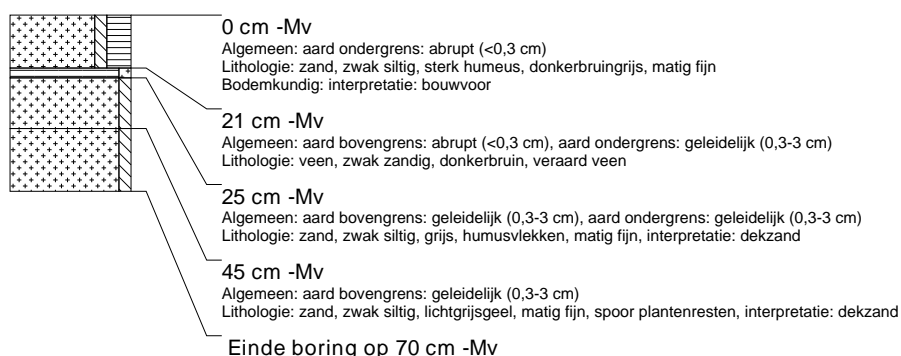 0 cm -Mv
Algemeen: aard ondergrens: abrupt (<0,3 cm)
Lithologie: zand, zwak siltig, sterk humeus, donkerbruingrijs, matig fijn
Bodemkundig: interpretatie: bouwvoor
21 cm -Mv
Algemeen: aard bovengrens: abrupt (<0,3 cm), aard ondergrens: geleidelijk (0,3-3 cm)
Lithologie: veen, zwak zandig, donkerbruin, veraard veen
25 cm -Mv
Algemeen: aard bovengrens: geleidelijk (0,3-3 cm), aard ondergrens: geleidelijk (0,3-3 cm)
Lithologie: zand, zwak siltig, grijs, humusvlekken, matig fijn, interpretatie: dekzand
45 cm -Mv
Algemeen: aard bovengrens: geleidelijk (0,3-3 cm)
Lithologie: zand, zwak siltig, lichtgrijsgeel, matig fijn, spoor plantenresten, interpretatie: dekzand
Einde boring op 70 cm -Mv